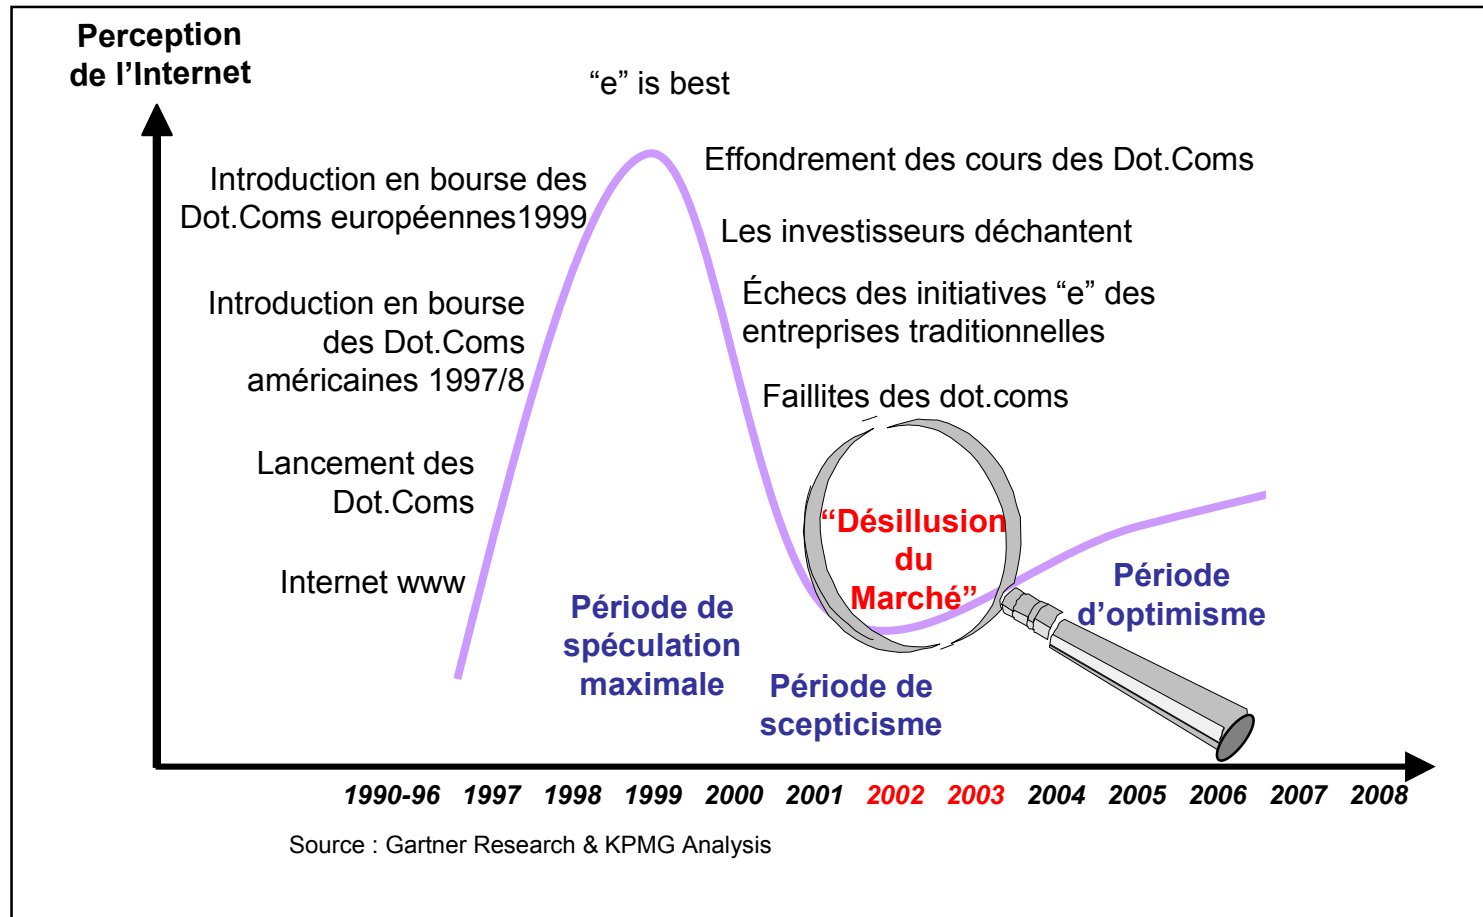 Perception
de l’Internet
“e” is best
Introduction en bourse des
Dot.Coms européennes1999
Introduction en bourse
des Dot.Coms
américaines 1997/8
Lancement des
Dot.Coms
Internet www
Effondrement des cours des Dot.Coms
Les investisseurs déchantent
Échecs des initiatives “e” des
entreprises traditionnelles
Faillites des dot.coms
“Désillusion
du
Marché”
Période de
spéculation
maximale
Période de
scepticisme
Période
d’optimisme
1990-96 1997 1998 1999 2000 2001 2002 2003 2004 2005 2006 2007 2008
Source : Gartner Research & KPMG Analysis